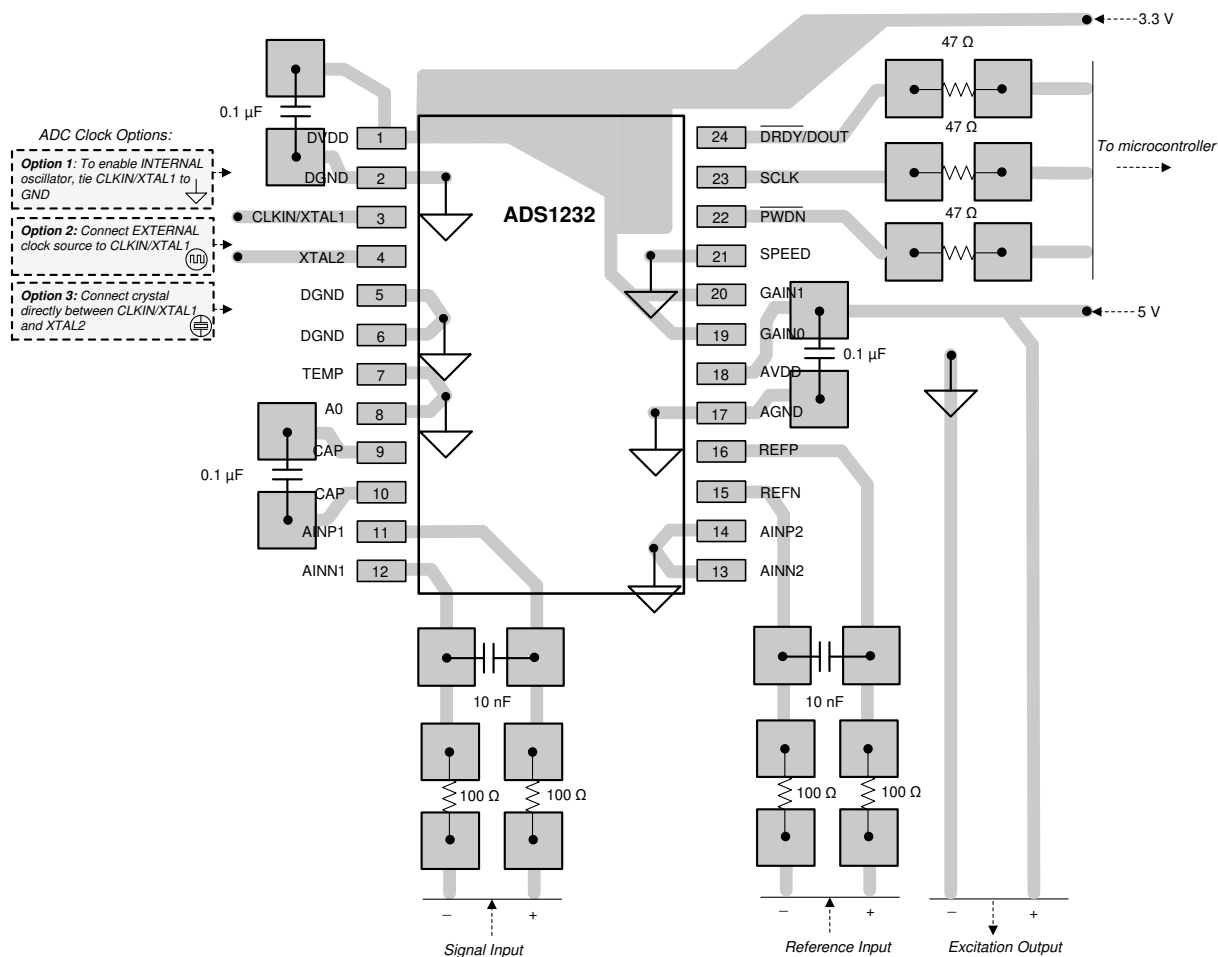 3.3 V
47 Ω
0.1 µF
ADC Clock Options:
DVDD
1
24
DRDY/DOUT
47 Ω
To microcontroller
Option 1: To enable INTERNAL
oscillator, tie CLKIN/XTAL1 to
GND
DGND
2
23
SCLK
47 Ω
CLKIN/XTAL1
3
ADS1232
22
PWDN
Option 2: Connect EXTERNAL
clock source to CLKIN/XTAL1
XTAL2
4
21
SPEED
Option 3: Connect crystal
directly between CLKIN/XTAL1
and XTAL2
DGND
5
20
GAIN1
5 V
DGND
6
19
GAIN0
0.1 µF
TEMP
7
18
AVDD
A0
8
17
AGND
CAP
9
16
REFP
0.1 µF
CAP
10
15
REFN
AINP1
11
14
AINP2
AINN1
12
13
AINN2
10 nF
10 nF
100 Ω
100 Ω
100 Ω
100 Ω
– +
– +
– +
Signal Input
Reference Input
Excitation Output